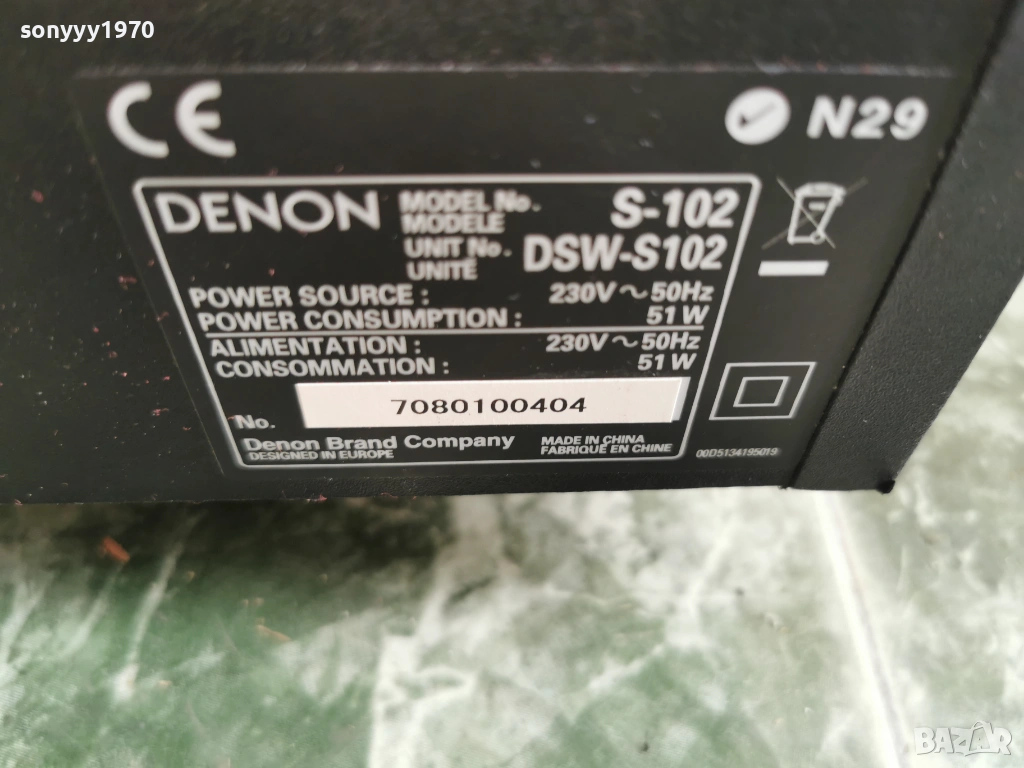 sonyyy1970
CE
N29
DENON MODEL No. S-102
MODELE
UNIT No. DSW-S102
UNITÉ
POWER SOURCE : 230V ~ 50Hz
POWER CONSUMPTION : 51 W
ALIMENTATION : 230V ~ 50Hz
CONSOMMATION : 51 W
No. 7080100404
Denon Brand Company
DESIGNED IN EUROPE
MADE IN CHINA
FABRIQUÉ EN CHINE
00D5134195019
BAZAR